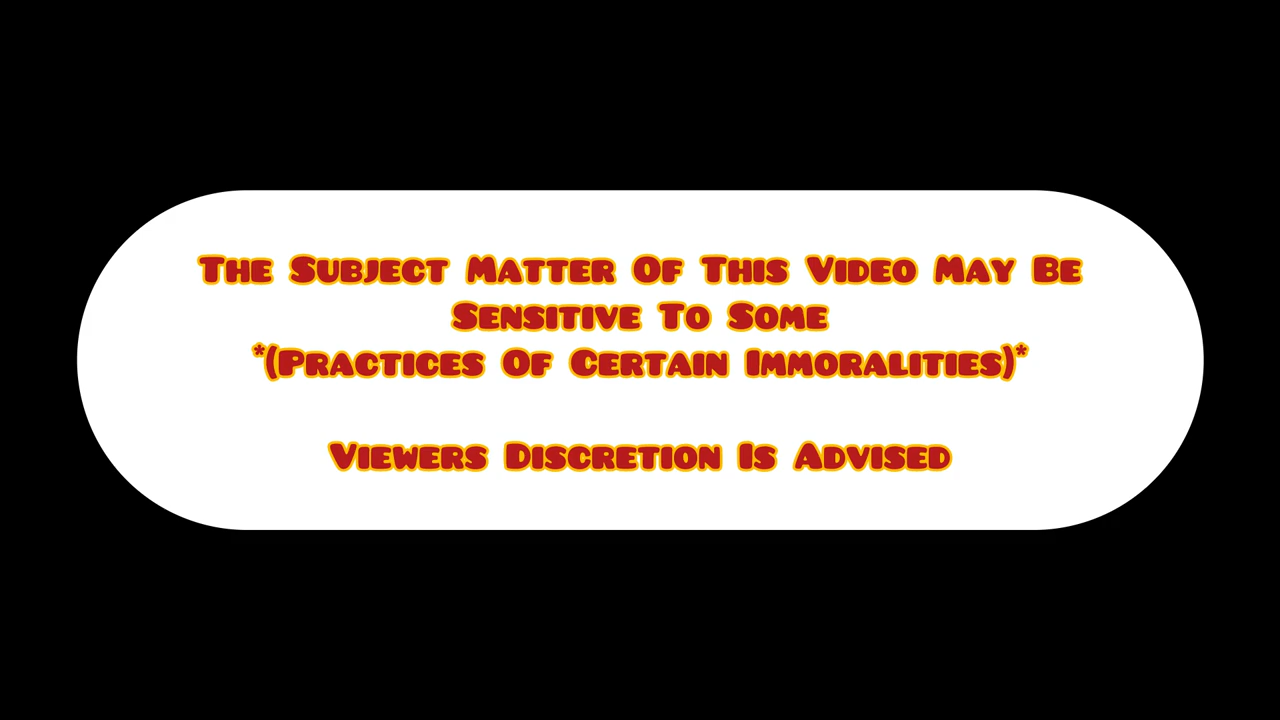 The Subject Matter Of This Video May Be
Sensitive To Some
*(Practices Of Certain Immoralities)*
Viewers Discretion Is Advised